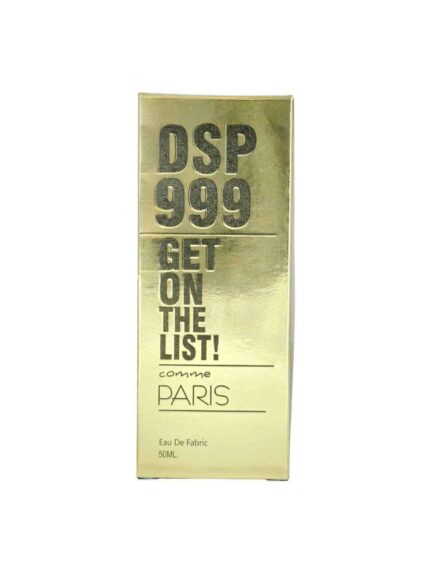 DSP
999
GET
ON
THE
LIST!
comme
PARIS
Eau De Fabric
50ML.